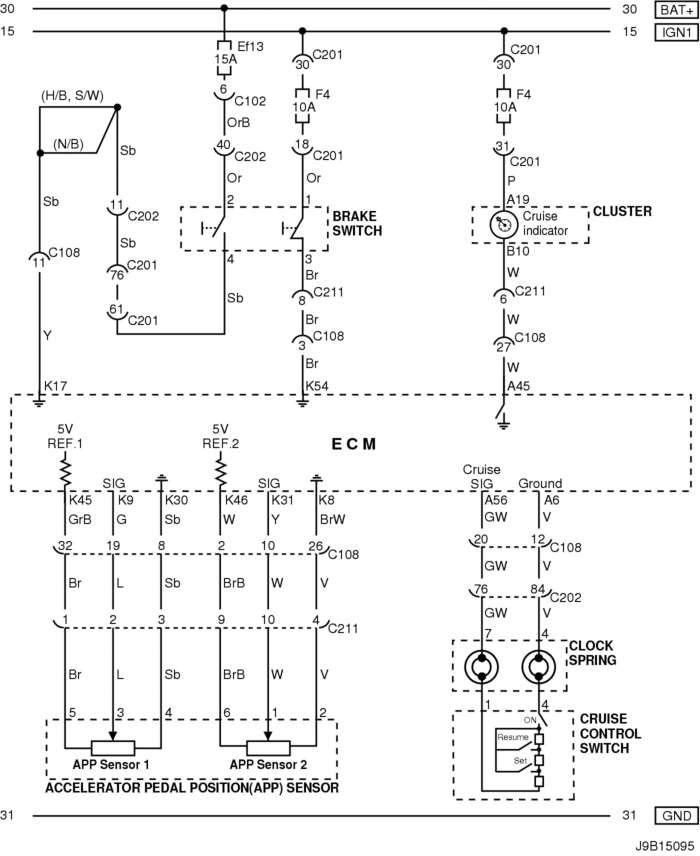 30 30 BAT+
15 15 IGN1
Ef13
15A
C201
30
C201
30
6
C102
F4
10A
F4
10A
(H/B, S/W)
OrB
(N/B)
Sb
40
C202
18
C201
31
C201
Or
Or
P
Sb
11
C202
2
1
A19
BRAKE
SWITCH
Cruise
indicator
CLUSTER
Sb
C108
11
C201
76
4
3
B10
Br
W
61
C201
Sb
C211
8
C211
6
Br
W
Y
C108
3
C108
27
Br
W
K17
K54
A45
5V
REF.1
5V
REF.2
ECM
Cruise
SIG
SIG
SIG
Ground
K45 K9 K30 K46 K31 K8 A56 A6
GrB G Sb W Y BrW GW V
32 19 8 2 10 26 C108
20 12 C108
Br L Sb BrB W V
GW V
76 84 C202
1 2 3 9 10 4 C211
GW V
7 4
CLOCK
SPRING
Br L Sb BrB W V
1 4
5 3 4 6 1 2
ON
CRUISE
CONTROL
SWITCH
Resume
Set
APP Sensor 1 APP Sensor 2
ACCELERATOR PEDAL POSITION(APP) SENSOR
31 31 GND
J9B15095